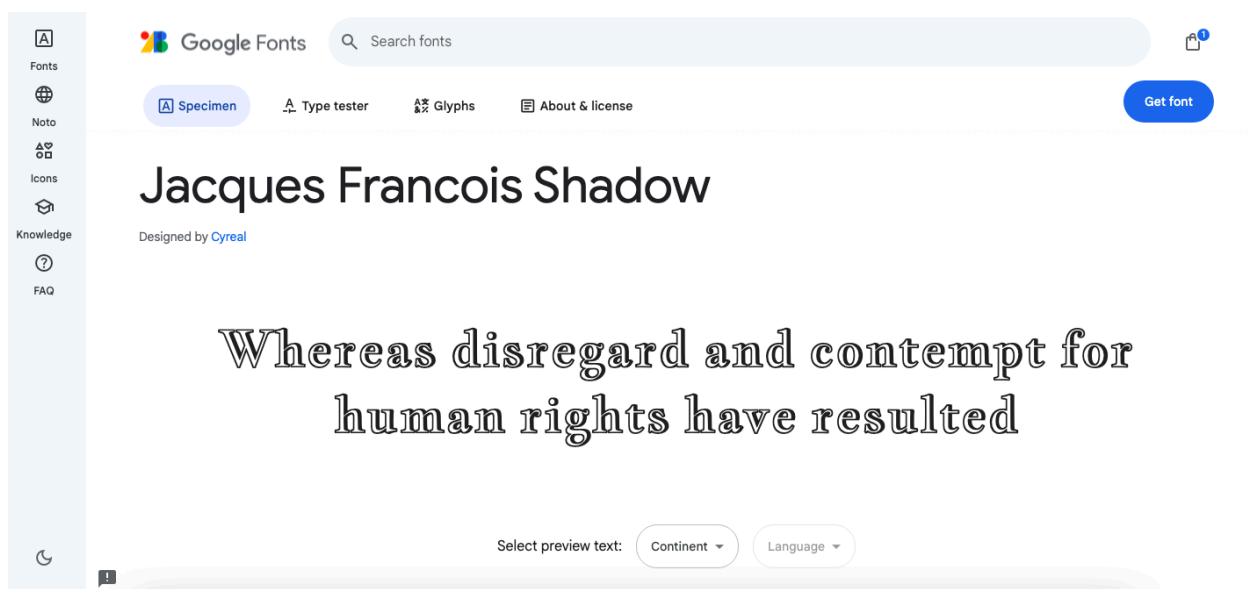 Fonts
Noto
Icons
Knowledge
FAQ
Google Fonts
Search fonts
1
Specimen
Type tester
Glyphs
About & license
Get font
Jacques Francois Shadow
Designed by Cyreal
Whereas disregard and contempt for
human rights have resulted
Select preview text: Continent Language